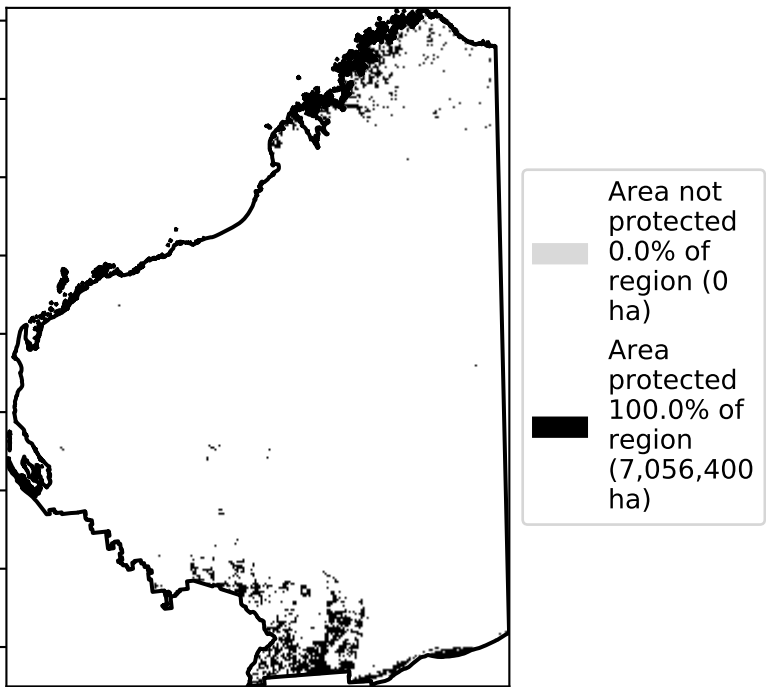 Area not
protected
0.0% of
region (0
ha)
Area
protected
100.0% of
region
(7,056,400
ha)